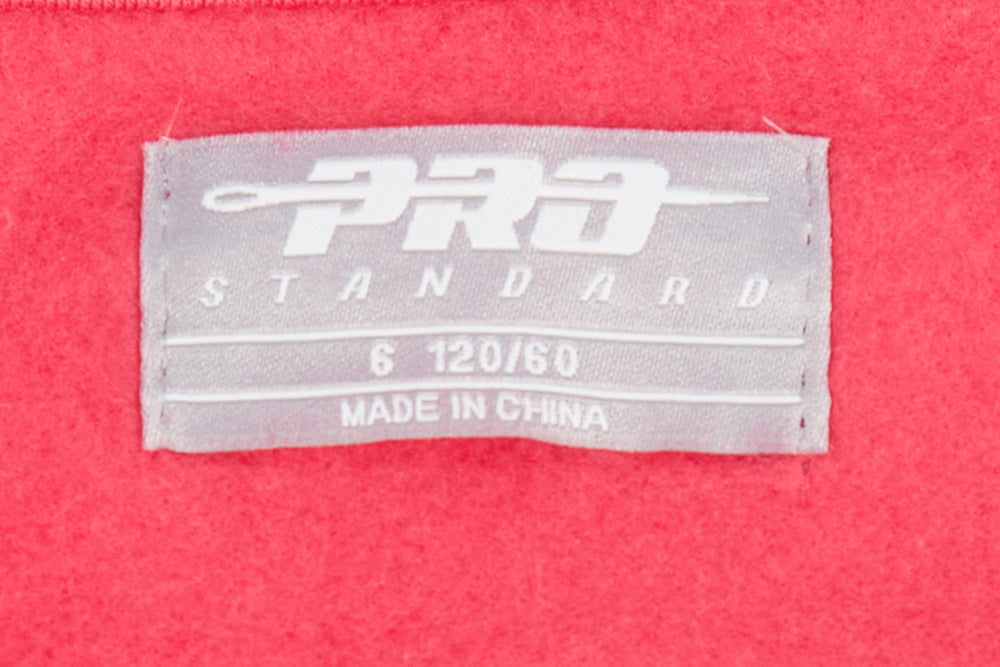 PRO
STANDARD
6 120/60
MADE IN CHINA